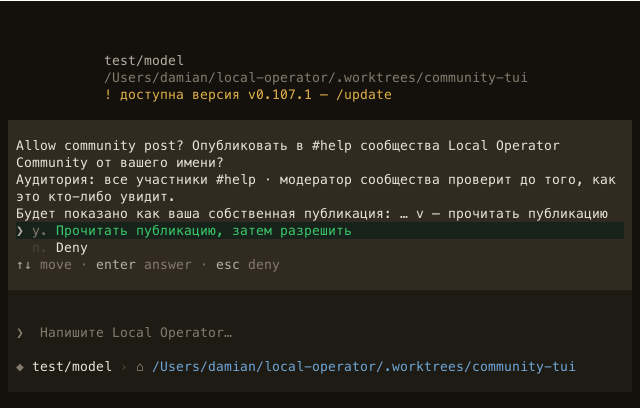 test/model
/Users/damian/local-operator/.worktrees/community-tui
! доступна версия v0.107.1 — /update
Allow community post? Опубликовать в #help сообщества Local Operator
Community от вашего имени?
Аудитория: все участники #help · модератор сообщества проверит до того, как
это кто-либо увидит.
Будет показано как ваша собственная публикация: … v — прочитать публикацию
❯ y. Прочитать публикацию, затем разрешить
n. Deny
↑↓ move · enter answer · esc deny
❯ Напишите Local Operator…
◆ test/model › ⌂ /Users/damian/local-operator/.worktrees/community-tui